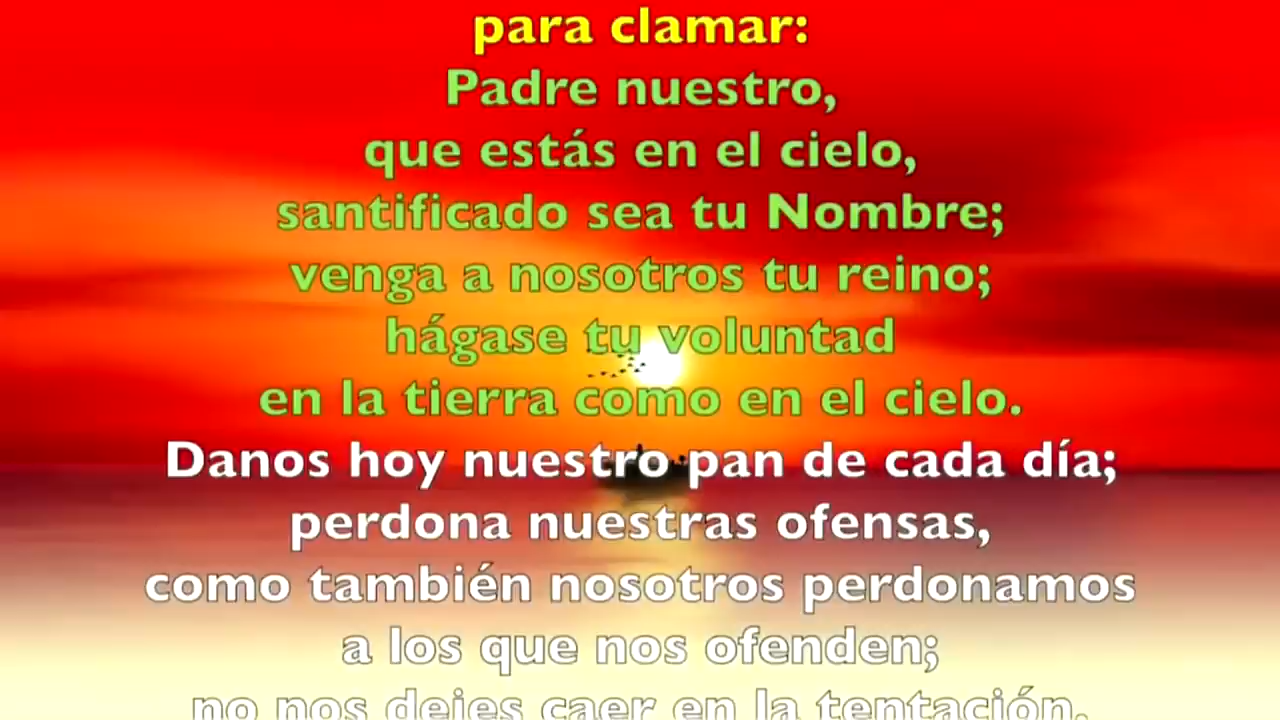 para clamar:
Padre nuestro,
que estás en el cielo,
santificado sea tu Nombre;
venga a nosotros tu reino;
hágase tu voluntad
en la tierra como en el cielo.
Danos hoy nuestro pan de cada día;
perdona nuestras ofensas,
como también nosotros perdonamos
a los que nos ofenden;
no nos dejes caer en la tentación,